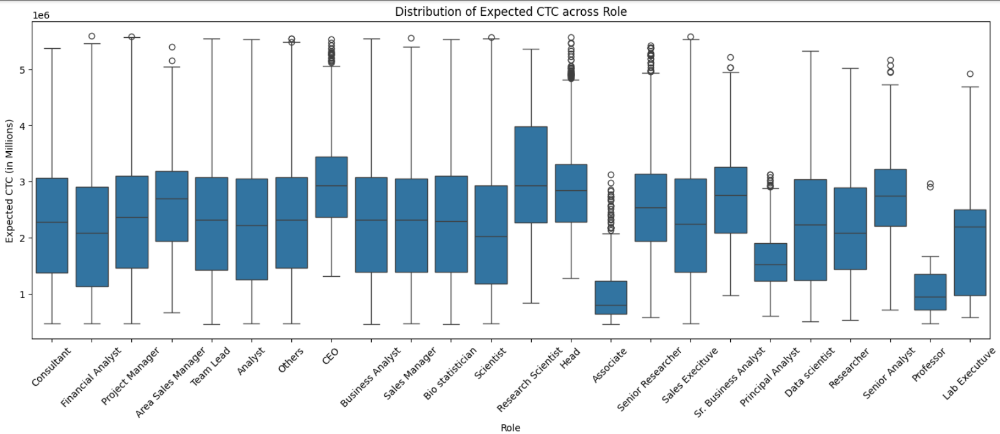 Distribution of Expected CTC across Role
1e6
Expected CTC (in Millions)
5
4
3
2
1
Consultant
Financial Analyst
Project Manager
Area Sales Manager
Team Lead
Analyst
Others
CEO
Business Analyst
Sales Manager
Bio statistician
Scientist
Research Scientist
Head
Associate
Senior Researcher
Sales Execituve
Sr. Business Analyst
Principal Analyst
Data scientist
Researcher
Senior Analyst
Professor
Lab Executuve
Role